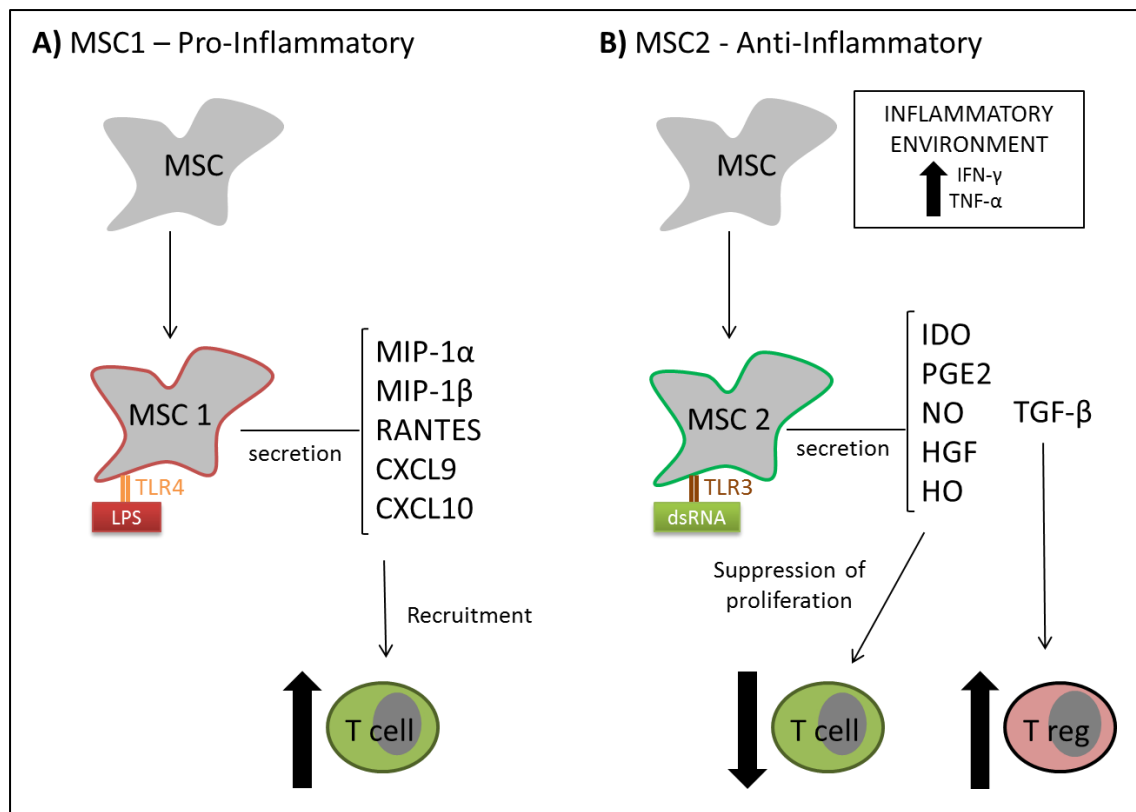 A) MSC1 – Pro-Inflammatory
MSC
MSC 1
secretion
MIP-1α
MIP-1β
RANTES
CXCL9
CXCL10
TLR4
LPS
Recruitment
T cell
B) MSC2 - Anti-Inflammatory
MSC
INFLAMMATORY
ENVIRONMENT
IFN-γ
TNF-α
MSC 2
secretion
IDO
PGE2
NO
HGF
HO
TGF-β
TLR3
dsRNA
Suppression of
proliferation
T cell
T reg